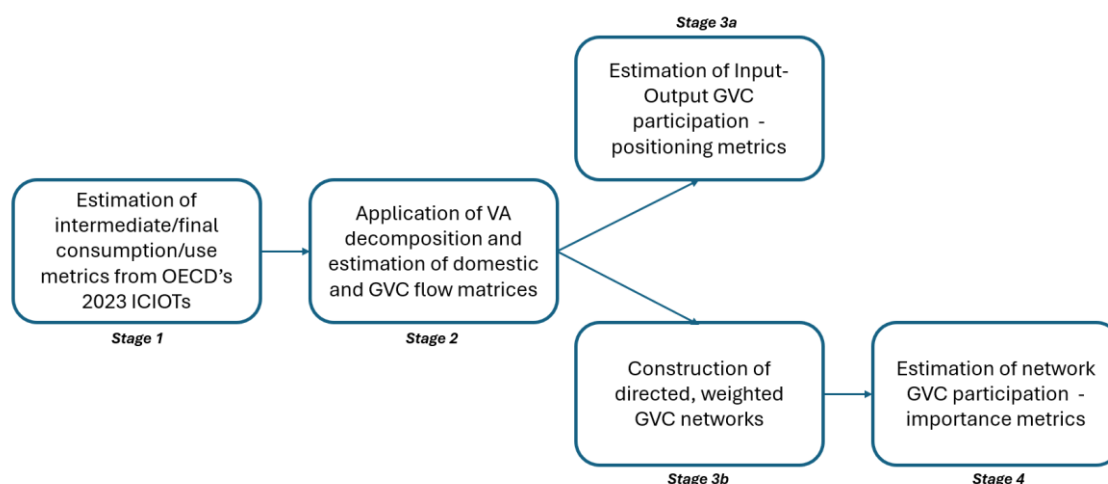 Stage 3a
Estimation of Input-
Output GVC
participation -
positioning metrics
Estimation of
intermediate/final
consumption/use
metrics from OECD's
2023 ICIOTs
Stage 1
Application of VA
decomposition and
estimation of domestic
and GVC flow matrices
Stage 2
Construction of
directed, weighted
GVC networks
Stage 3b
Estimation of network
GVC participation -
importance metrics
Stage 4